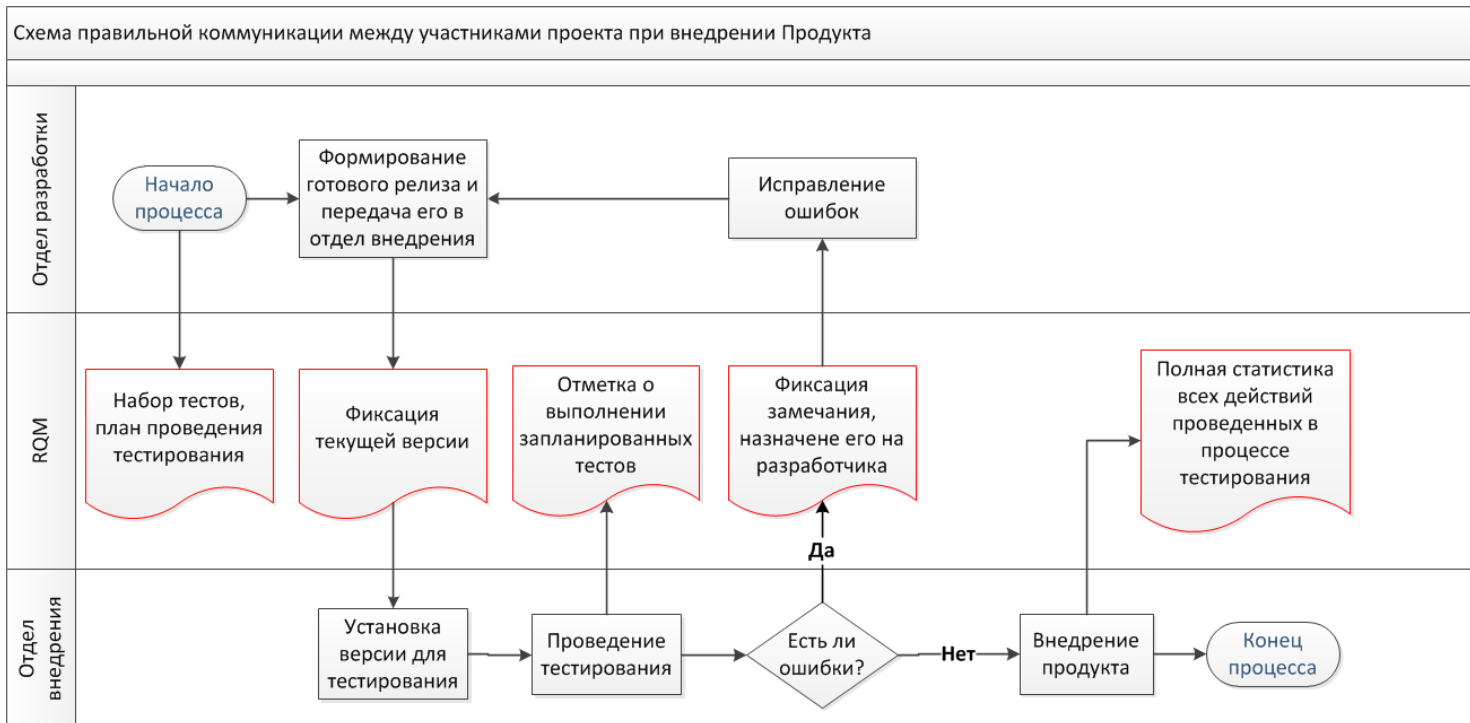 Схема правильной коммуникации между участниками проекта при внедрении Продукта
Отдел разработки
Начало
процесса
Формирование
готового релиза и
передача его в
отдел внедрения
Исправление
ошибок
RQM
Набор тестов,
план проведения
тестирования
Фиксация
текущей версии
Отметка о
выполнении
запланированных
тестов
Фиксация
замечания,
назначене его на
разработчика
Полная статистика
всех действий
проведенных в
процессе
тестирования
Да
Отдел
внедрения
Установка
версии для
тестирования
Проведение
тестирования
Есть ли
ошибки?
Нет
Внедрение
продукта
Конец
процесса